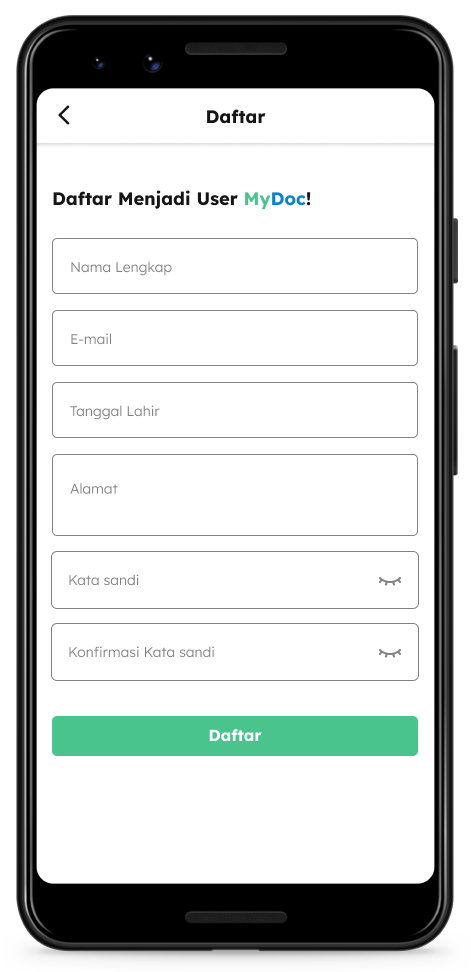 Daftar
Daftar Menjadi User MyDoc!
Nama Lengkap
E-mail
Tanggal Lahir
Alamat
Kata sandi
Konfirmasi Kata sandi
Daftar